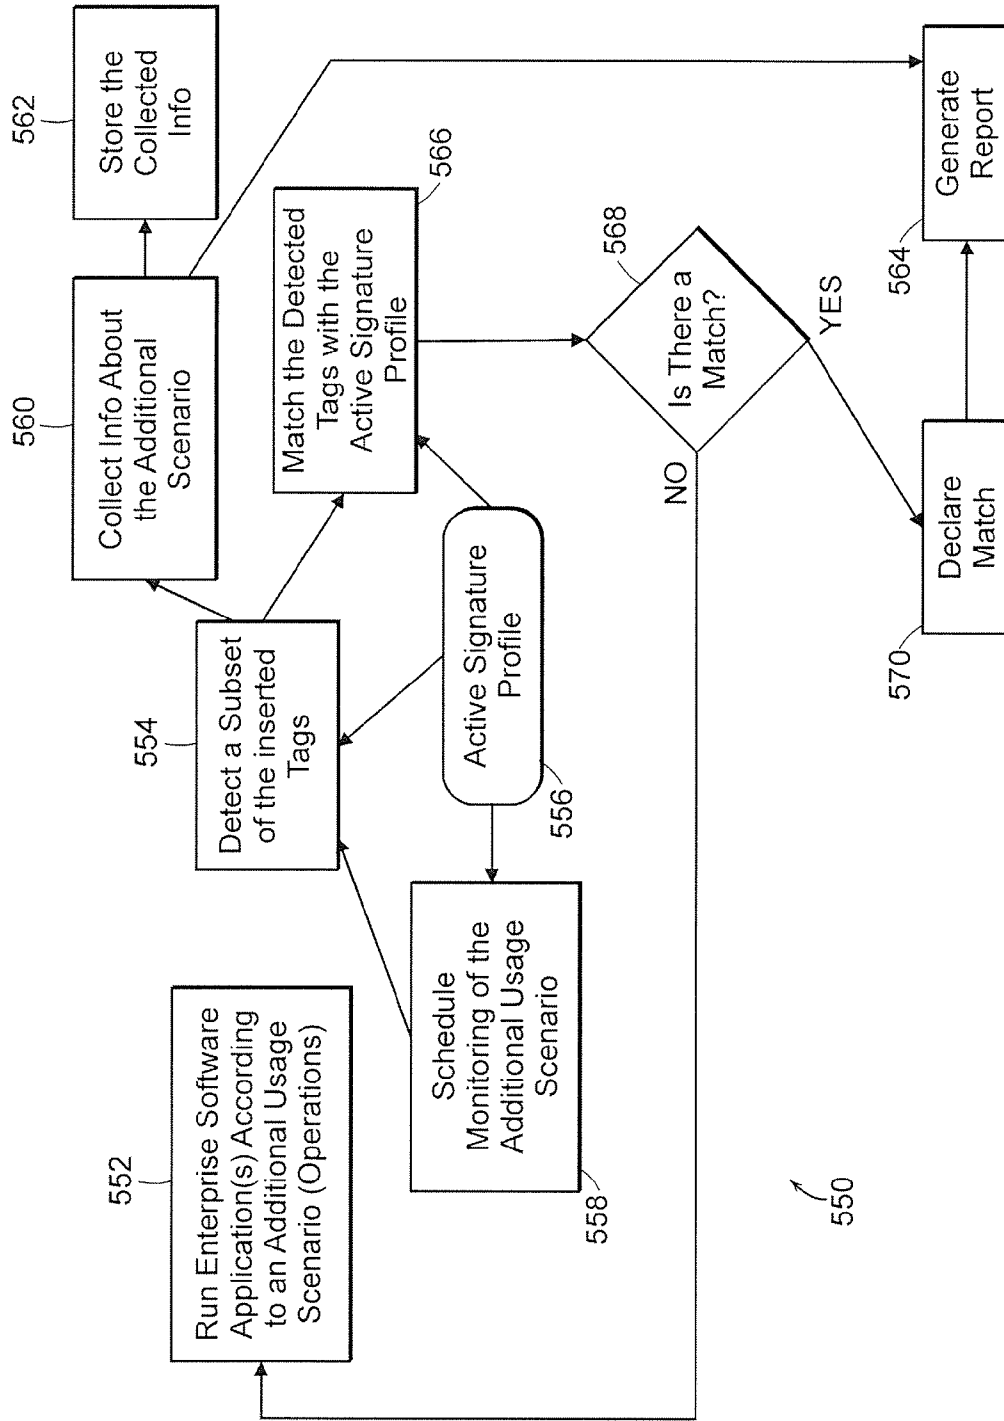 552
Run Enterprise Software
Application(s) According
to an Additional Usage
Scenario (Operations)
554
Detect a Subset
of the inserted
Tags
560
Collect Info About
the Additional
Scenario
562
Store the
Collected
Info
Schedule
Monitoring of the
Additional Usage
Scenario
558
Active Signature
Profile
556
Match the Detected
Tags with the
Active Signature
Profile
566
Is There a
Match?
568
NO
YES
Declare
Match
570
Generate
Report
564
550